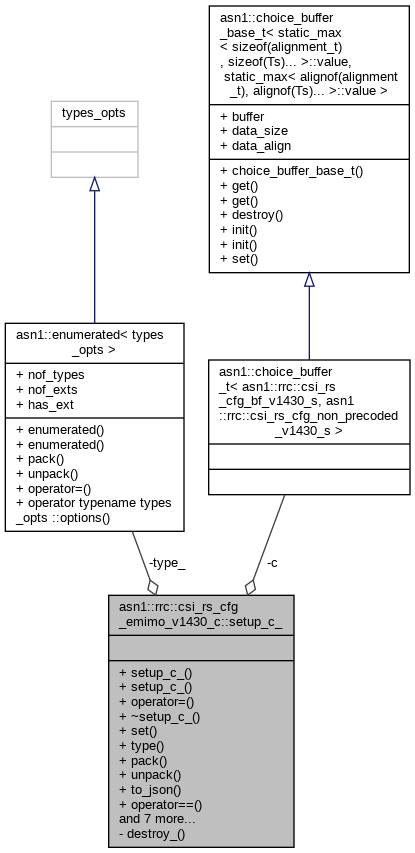 asn1::choice_buffer
_base_t< static_max
< sizeof(alignment_t)
, sizeof(Ts)... >::value,
static_max< alignof(alignment
_t), alignof(Ts)... >::value >
+ buffer
+ data_size
+ data_align
+ choice_buffer_base_t()
+ get()
+ get()
+ destroy()
+ init()
+ init()
+ set()
types_opts
asn1::enumerated< types
_opts >
+ nof_types
+ nof_exts
+ has_ext
+ enumerated()
+ enumerated()
+ pack()
+ unpack()
+ operator=()
+ operator typename types
_opts ::options()
asn1::choice_buffer
_t< asn1::rrc::csi_rs
_cfg_bf_v1430_s, asn1
::rrc::csi_rs_cfg_non_precoded
_v1430_s >
-type_
-c
asn1::rrc::csi_rs_cfg
_emimo_v1430_c::setup_c_
+ setup_c_()
+ setup_c_()
+ operator=()
+ ~setup_c_()
+ set()
+ type()
+ pack()
+ unpack()
+ to_json()
+ operator==()
and 7 more...
- destroy_()